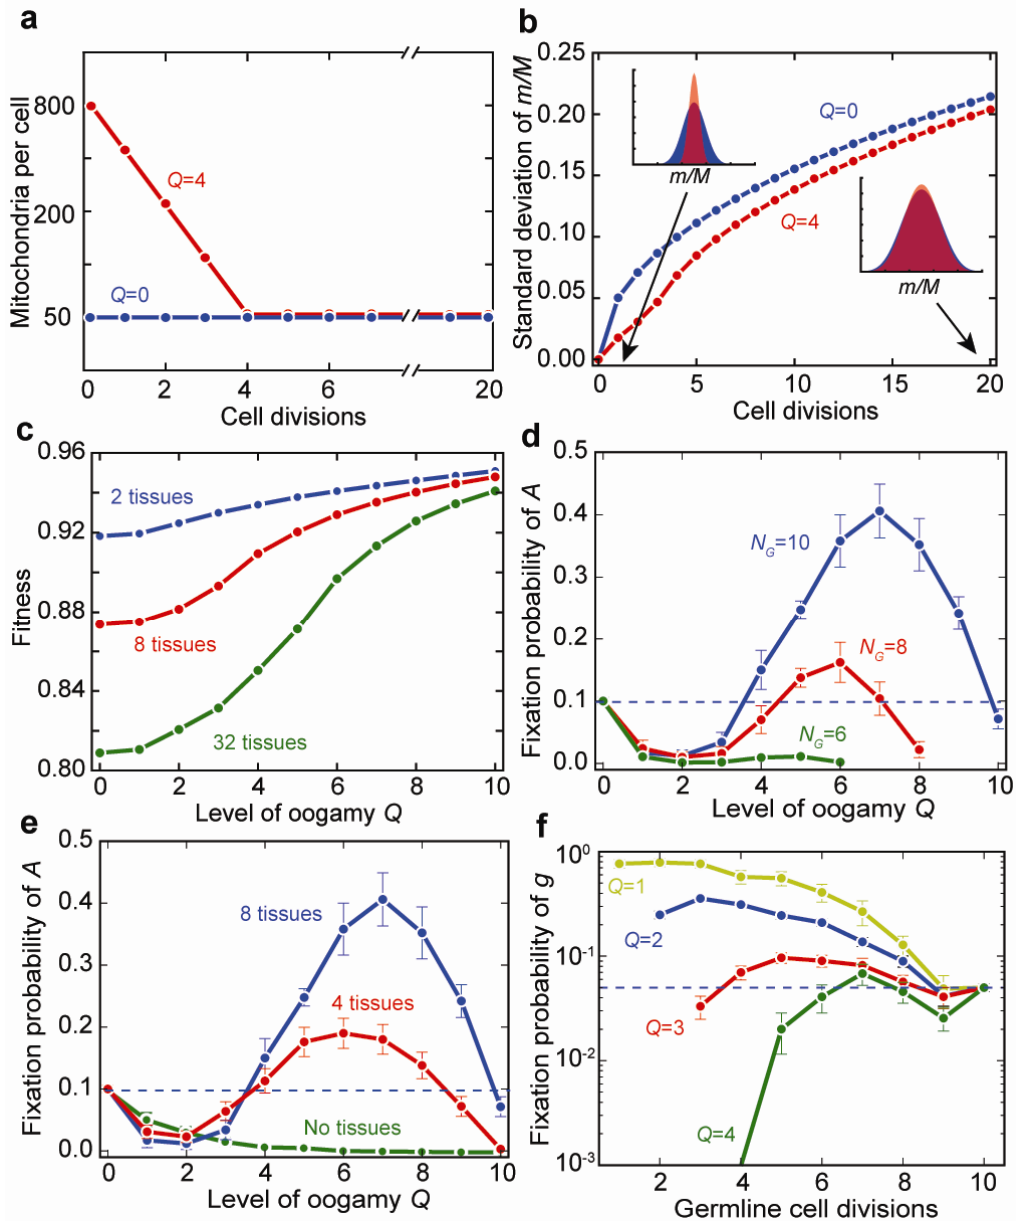 a
Mitochondria per cell
800
200
50
Q=4
Q=0
0
2
4
6
20
Cell divisions
b
Standard deviation of m/M
0.25
0.20
0.15
0.10
0.05
0.00
m/M
Q=0
Q=4
m/M
0
5
10
15
20
Cell divisions
c
Fitness
0.96
0.92
0.88
0.84
0.80
2 tissues
8 tissues
32 tissues
0
2
4
6
8
10
Level of oogamy Q
d
Fixation probability of A
0.5
0.4
0.3
0.2
0.1
0.0
NG=10
NG=8
NG=6
0
2
4
6
8
10
Level of oogamy Q
e
Fixation probability of A
0.5
0.4
0.3
0.2
0.1
0.0
8 tissues
4 tissues
No tissues
0
2
4
6
8
10
Level of oogamy Q
f
Fixation probability of g
10⁰
10⁻¹
10⁻²
10⁻³
Q=1
Q=2
Q=3
Q=4
2
4
6
8
10
Germline cell divisions